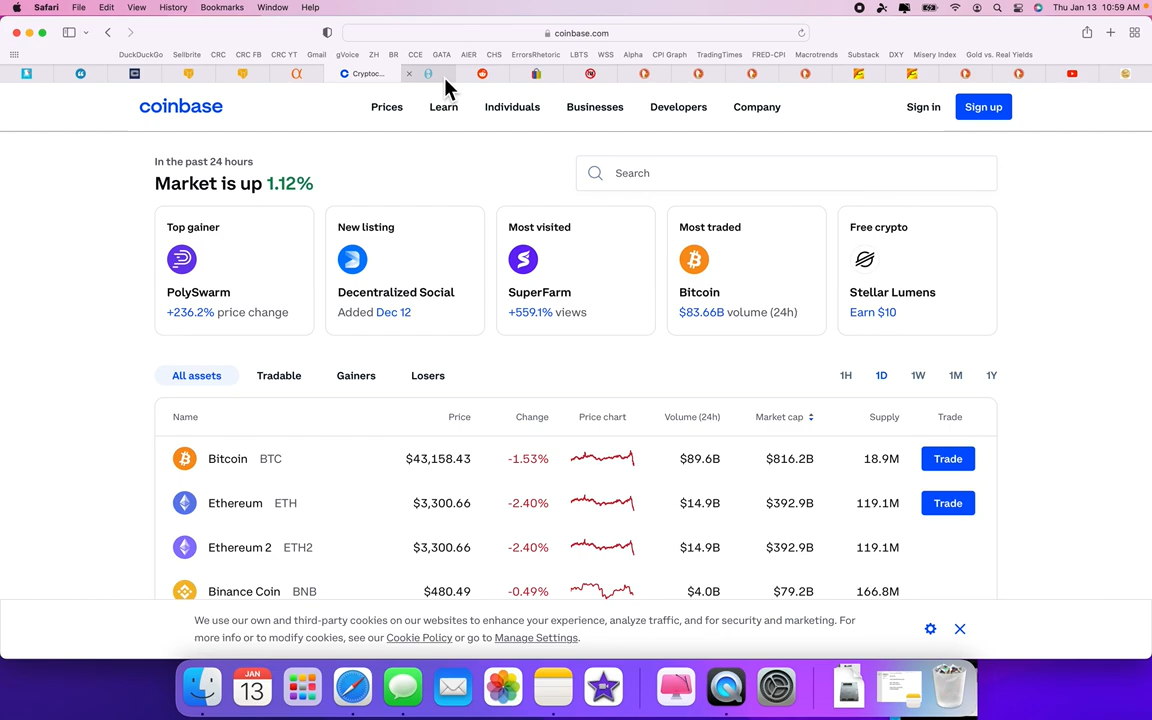 Safari File Edit View History Bookmarks Window Help Thu Jan 13 10:59 AM
coinbase.com
DuckDuckGo Sellbrite CRC CRC FB CRC YT Gmail gVoice ZH BR CCE GATA AIER CHS ErrorsRhetoric LBTS WSS Alpha CPI Graph TradingTimes FRED-CPI Macrotrends Substack DXY Misery Index Gold vs. Real Yields
Cryptoc...
coinbase Prices Learn Individuals Businesses Developers Company Sign in Sign up
In the past 24 hours
Market is up 1.12%
Search
Top gainer New listing Most visited Most traded Free crypto
PolySwarm Decentralized Social SuperFarm Bitcoin Stellar Lumens
+236.2% price change Added Dec 12 +559.1% views $83.66B volume (24h) Earn $10
All assets Tradable Gainers Losers 1H 1D 1W 1M 1Y
Name Price Change Price chart Volume (24h) Market cap Supply Trade
Bitcoin BTC $43,158.43 -1.53% $89.6B $816.2B 18.9M Trade
Ethereum ETH $3,300.66 -2.40% $14.9B $392.9B 119.1M Trade
Ethereum 2 ETH2 $3,300.66 -2.40% $14.9B $392.9B 119.1M
Binance Coin BNB $480.49 -0.49% $4.0B $79.2B 166.8M
We use our own and third-party cookies on our websites to enhance your experience, analyze traffic, and for security and marketing. For
more info or to modify cookies, see our Cookie Policy or go to Manage Settings.
JAN
13